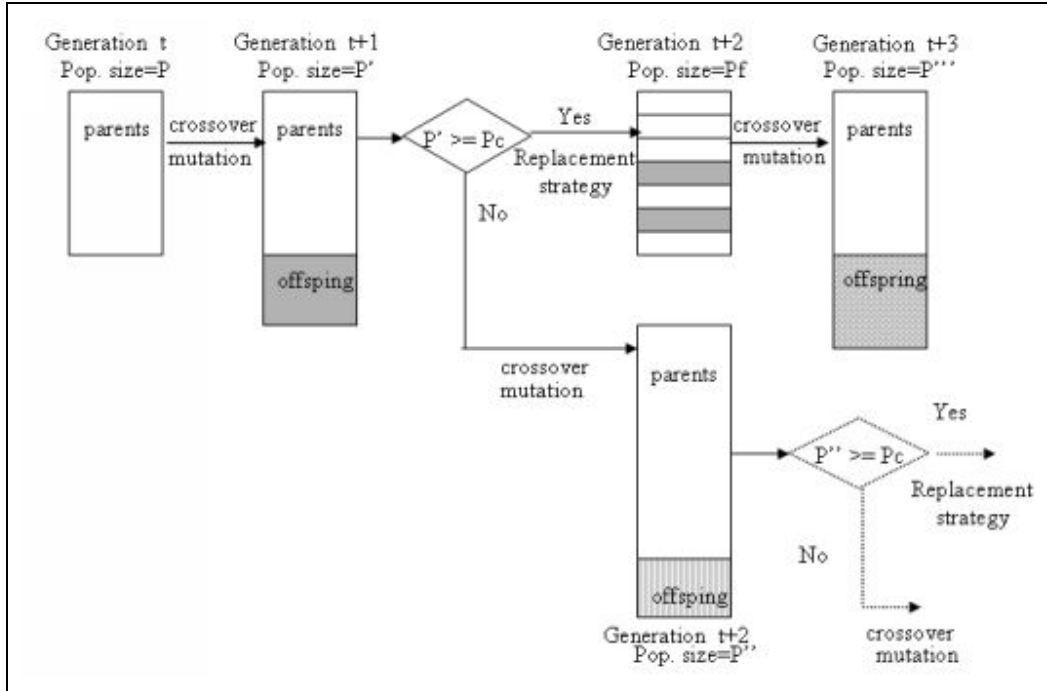 Generation t
Pop. size=P
parents
crossover
mutation
Generation t+1
Pop. size=P'
parents
offsping
P' >= Pc
Yes
Replacement
strategy
No
Generation t+2
Pop. size=Pf
crossover
mutation
Generation t+3
Pop. size=P'''
parents
offspring
crossover
mutation
parents
offsping
Generation t+2
Pop. size=P''
P'' >= Pc
Yes
Replacement
strategy
No
crossover
mutation